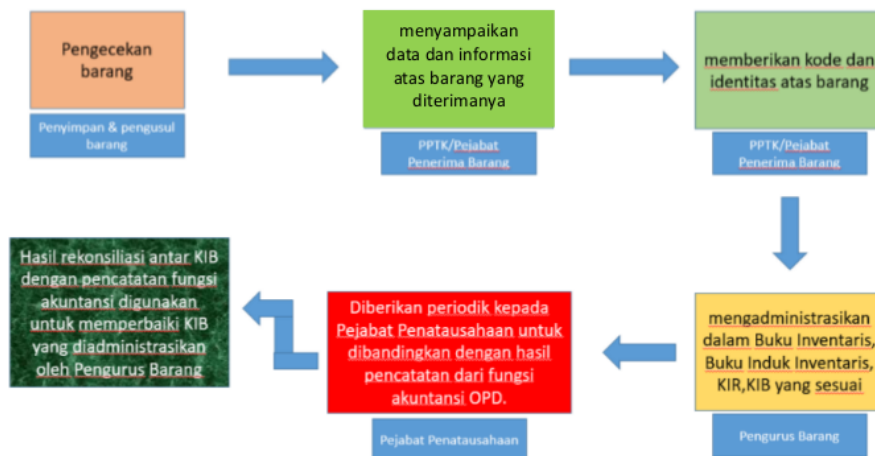 Pengecekan
barang
Penyimpan & pengusul
barang
menyampaikan
data dan informasi
atas barang yang
diterimanya
PPTK/Pejabat
Penerima Barang
memberikan kode dan
identitas atas barang
PPTK/Pejabat
Penerima Barang
mengadministrasikan
dalam Buku Inventaris,
Buku Induk Inventaris,
KIR,KIB yang sesuai
Pengurus Barang
Diberikan periodik kepada
Pejabat Penatausahaan untuk
dibandingkan dengan hasil
pencatatan dari fungsi
akuntansi OPD.
Pejabat Penatausahaan
Hasil rekonsiliasi antar KIB
dengan pencatatan fungsi
akuntansi digunakan
untuk memperbaiki KIB
yang diadministrasikan
oleh Pengurus Barang